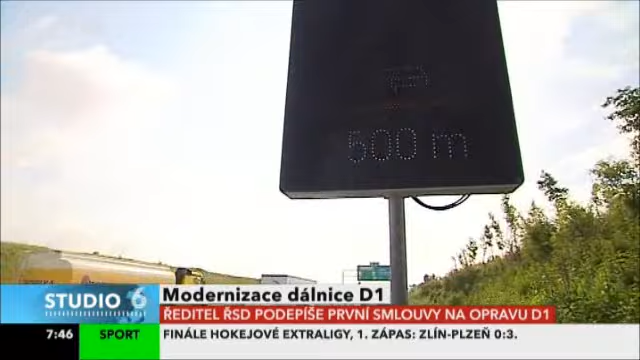 500 m
STUDIO 6
Modernizace dálnice D1
ŘEDITEL ŘSD PODEPÍŠE PRVNÍ SMLOUVY NA OPRAVU D1
7:46 SPORT FINÁLE HOKEJOVÉ EXTRALIGY, 1. ZÁPAS: ZLÍN-PLZEŇ 0:3.